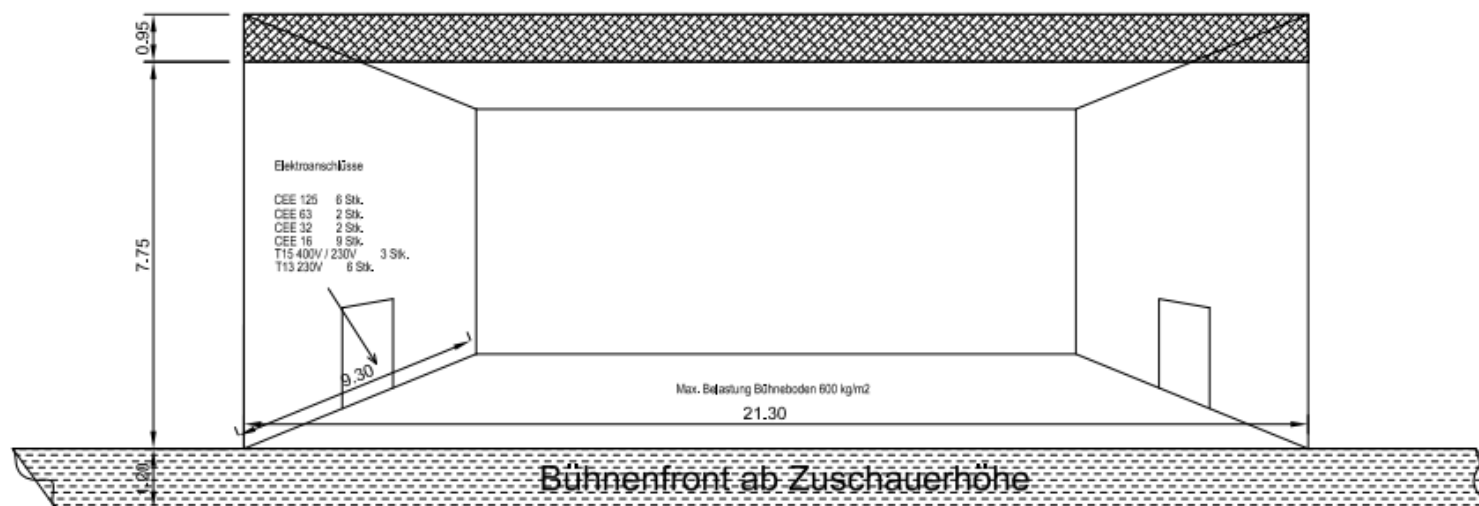 0.95
7.75
Elektroanschlüsse
CEE 125 6 Stk.
CEE 63 2 Stk.
CEE 32 2 Stk.
CEE 16 9 Stk.
T15 400V / 230V 3 Stk.
T13 230V 6 Stk.
9.30
Max. Belastung Bühneboden 600 kg/m2
21.30
1.20
Bühnenfront ab Zuschauerhöhe